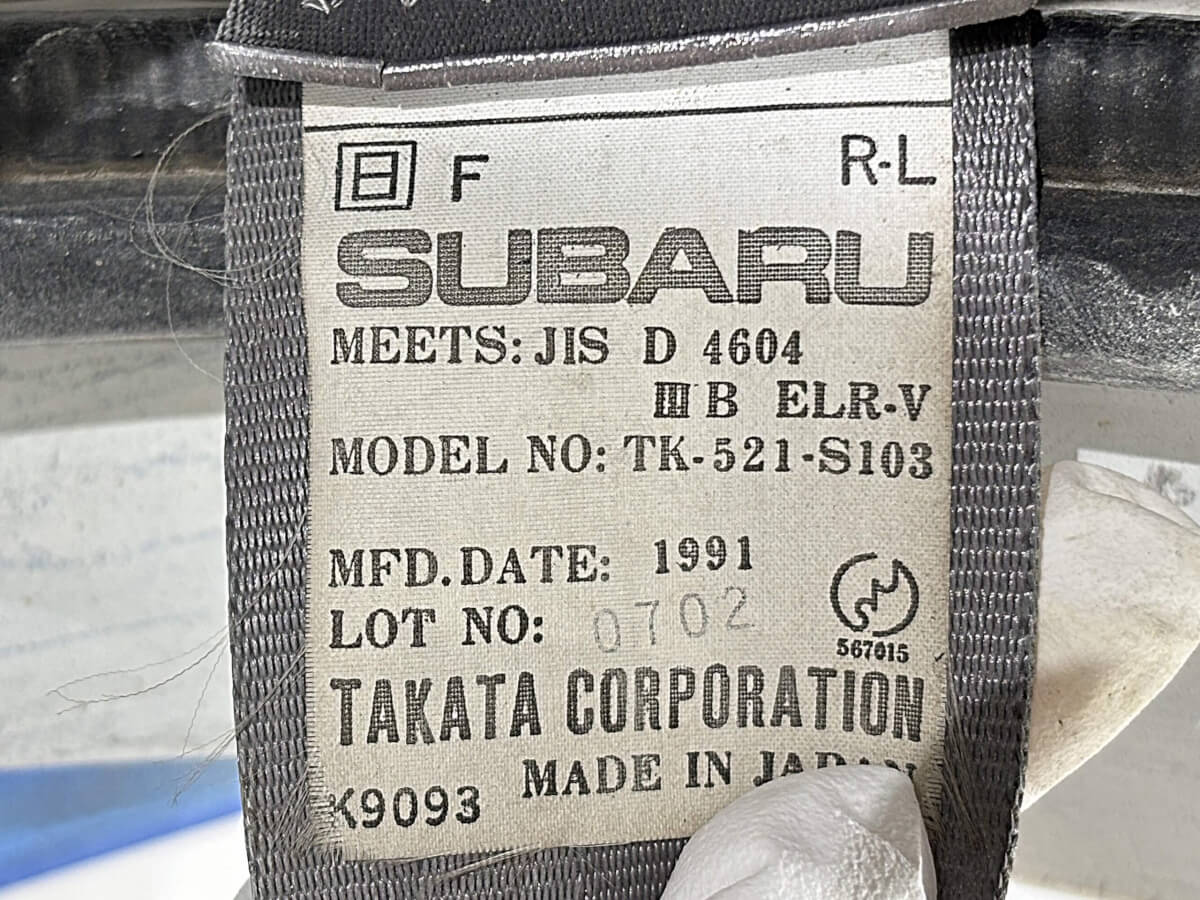 日 F R-L
SUBARU
MEETS: JIS D 4604
III B ELR-V
MODEL NO: TK-521-S103
MFD. DATE: 1991
LOT NO: 0702
567015
TAKATA CORPORATION
MADE IN JAPAN
K9093